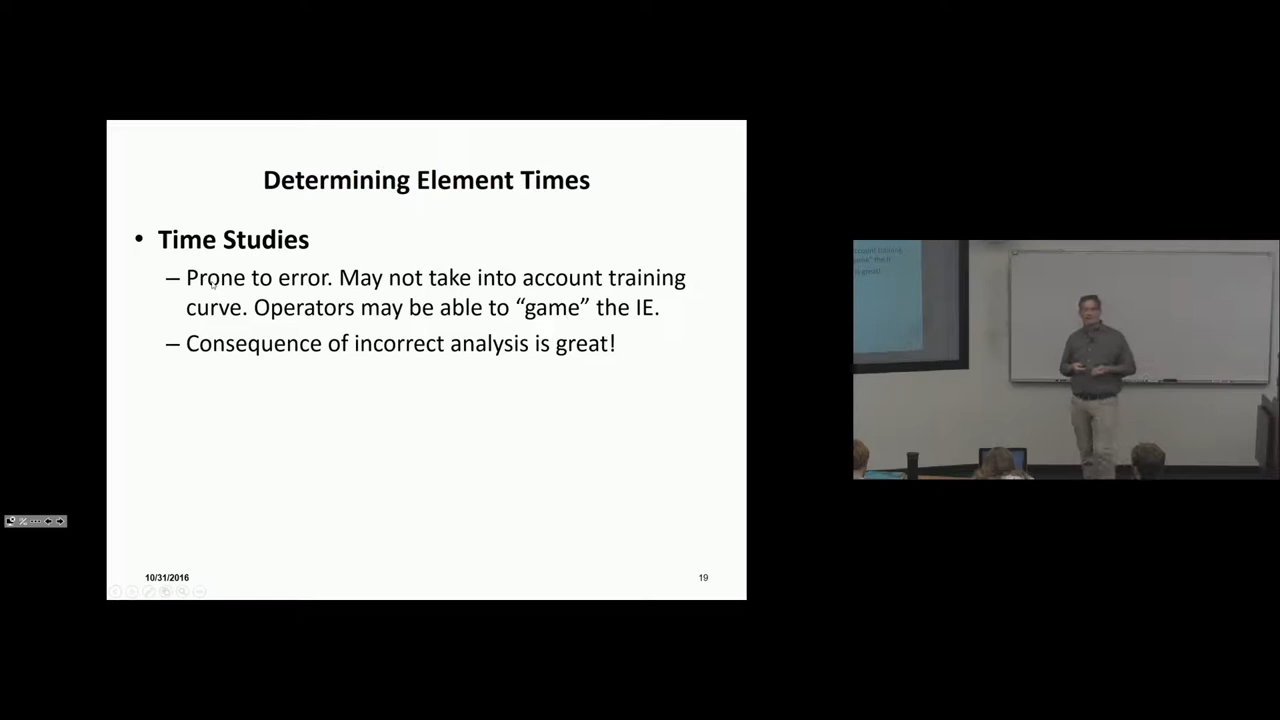 Determining Element Times
• Time Studies
– Prone to error. May not take into account training
curve. Operators may be able to “game” the IE.
– Consequence of incorrect analysis is great!
10/31/2016
19